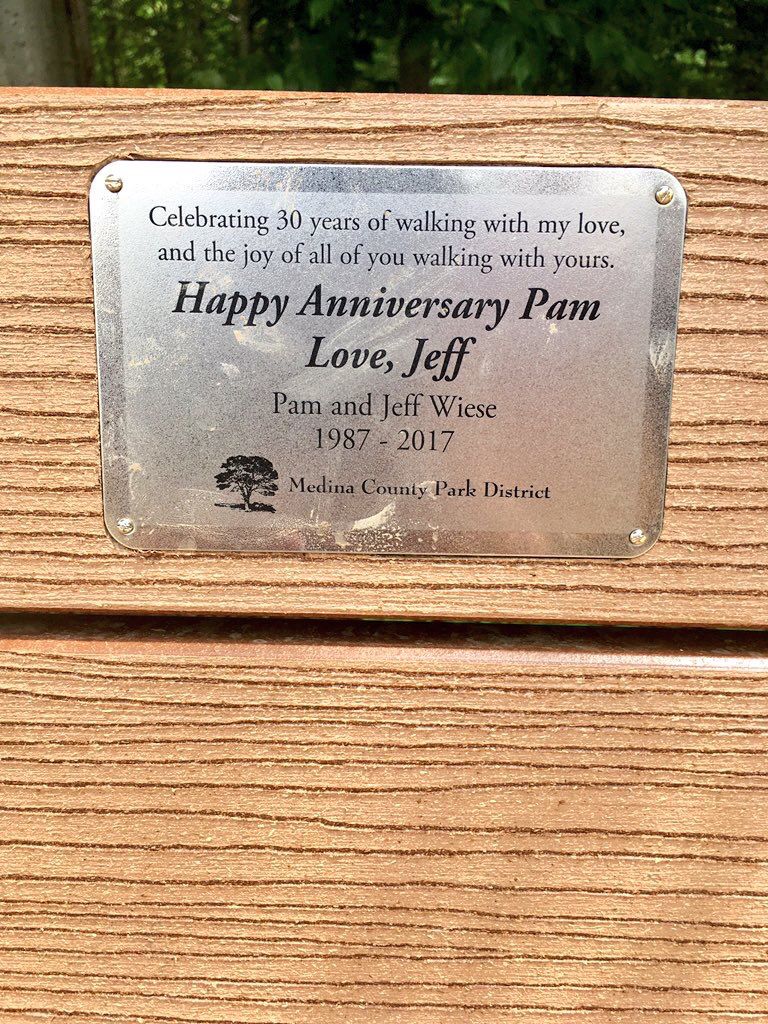 Celebrating 30 years of walking with my love,
and the joy of all of you walking with yours.
Happy Anniversary Pam
Love, Jeff
Pam and Jeff Wiese
1987 - 2017
Medina County Park District